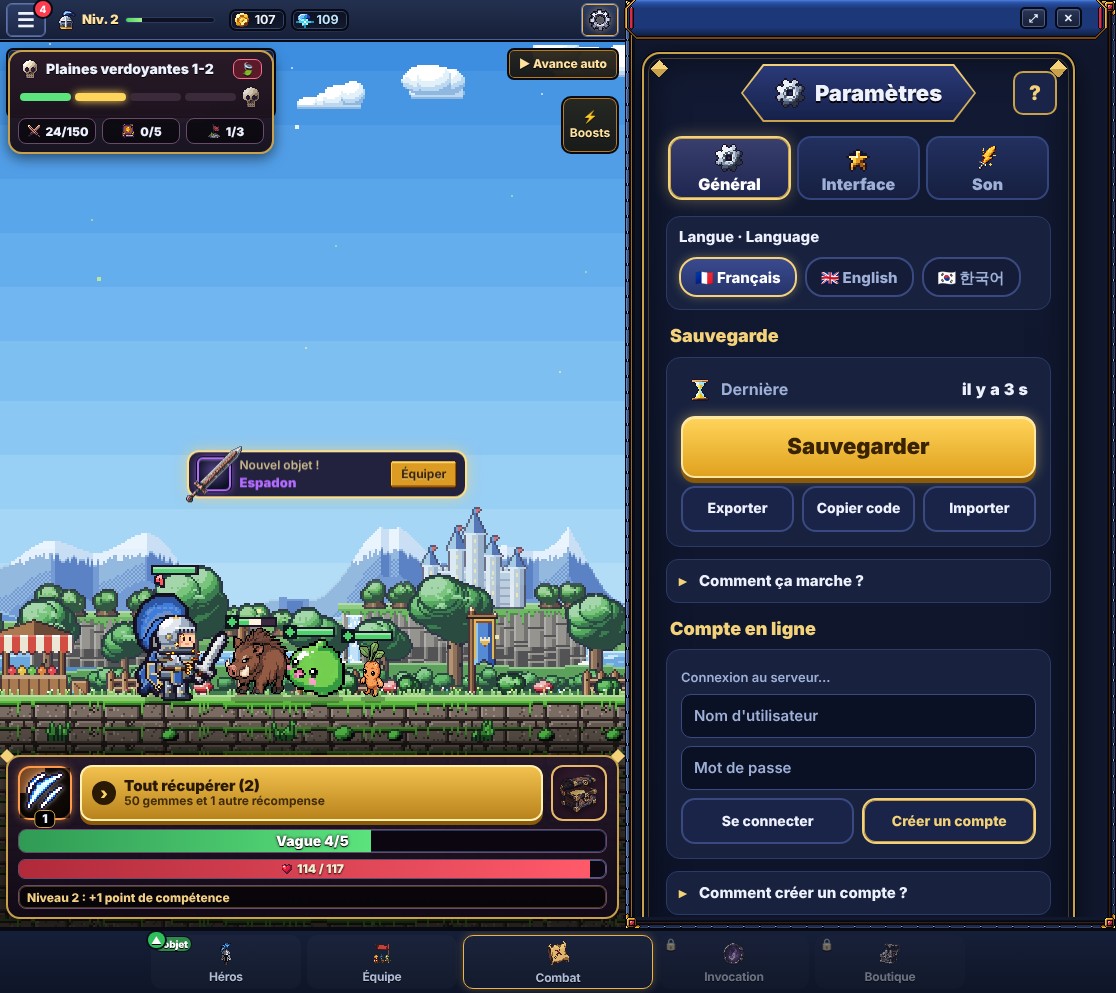 4
Niv. 2
107
109
Plaines verdoyantes 1-2
24/150
0/5
1/3
Avance auto
Boosts
Nouvel objet !
Espadon
Équiper
1
Tout récupérer (2)
50 gemmes et 1 autre récompense
Vague 4/5
114 / 117
Niveau 2 : +1 point de compétence
Paramètres
?
Général
Interface
Son
Langue · Language
Français
English
한국어
Sauvegarde
Dernière
il y a 3 s
Sauvegarder
Exporter
Copier code
Importer
Comment ça marche ?
Compte en ligne
Connexion au serveur...
Nom d'utilisateur
Mot de passe
Se connecter
Créer un compte
Comment créer un compte ?
objet
Héros
Équipe
Combat
Invocation
Boutique